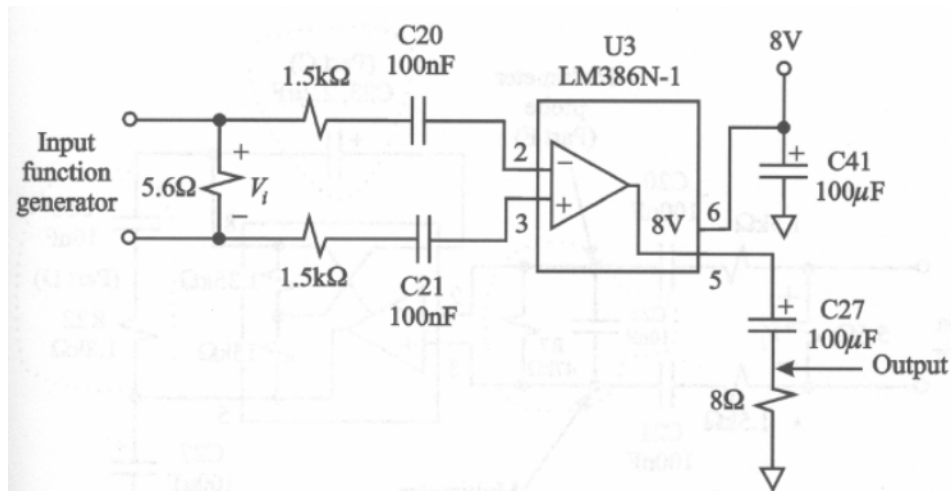 C20
100nF
1.5kΩ
U3
LM386N-1
8V
Input
function
generator
5.6Ω
+
Vi
−
2
−
3
+
8V
6
5
+
C41
100μF
1.5kΩ
C21
100nF
+
C27
100μF
Output
8Ω